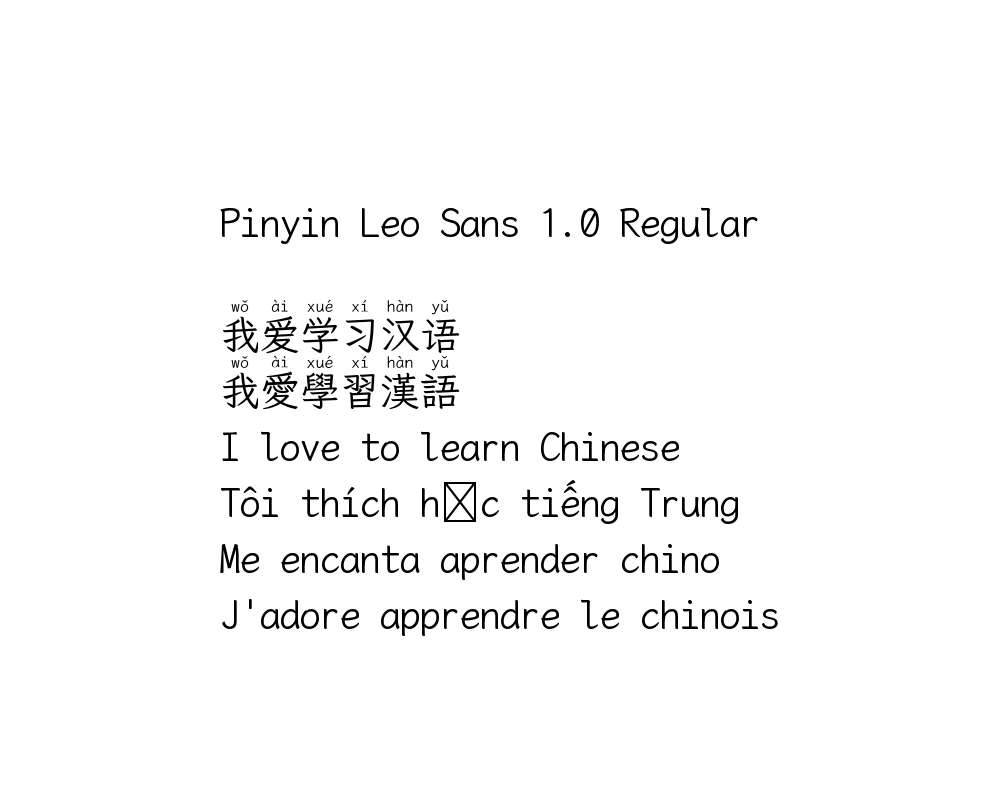 Pinyin Leo Sans 1.0 Regular
wǒ ài xué xí hàn yǔ
我爱学习汉语
wǒ ài xué xí hàn yǔ
我愛學習漢語
I love to learn Chinese
Tôi thích tiếng Trung
Me encanta aprender chino
J'adore apprendre le chinois